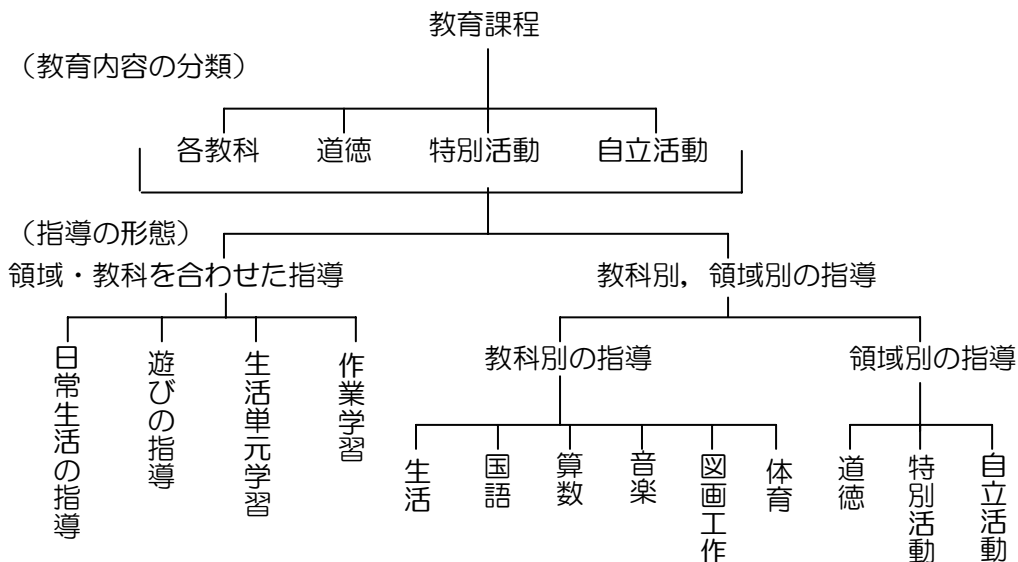 教育課程
（教育内容の分類）
各教科 道徳 特別活動 自立活動
（指導の形態）
領域・教科を合わせた指導 教科別，領域別の指導
教科別の指導 領域別の指導
日常生活の指導
遊びの指導
生活単元学習
作業学習
生活
国語
算数
音楽
図画工作
体育
道徳
特別活動
自立活動